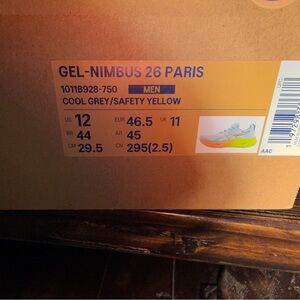 GEL-NIMBUS 26 PARIS
1011B928-750 MEN
COOL GREY/SAFETY YELLOW
US 12 EUR 46.5 UK 11
BR 44 AR 45
CM 29.5 CN 295(2.5)
AAC